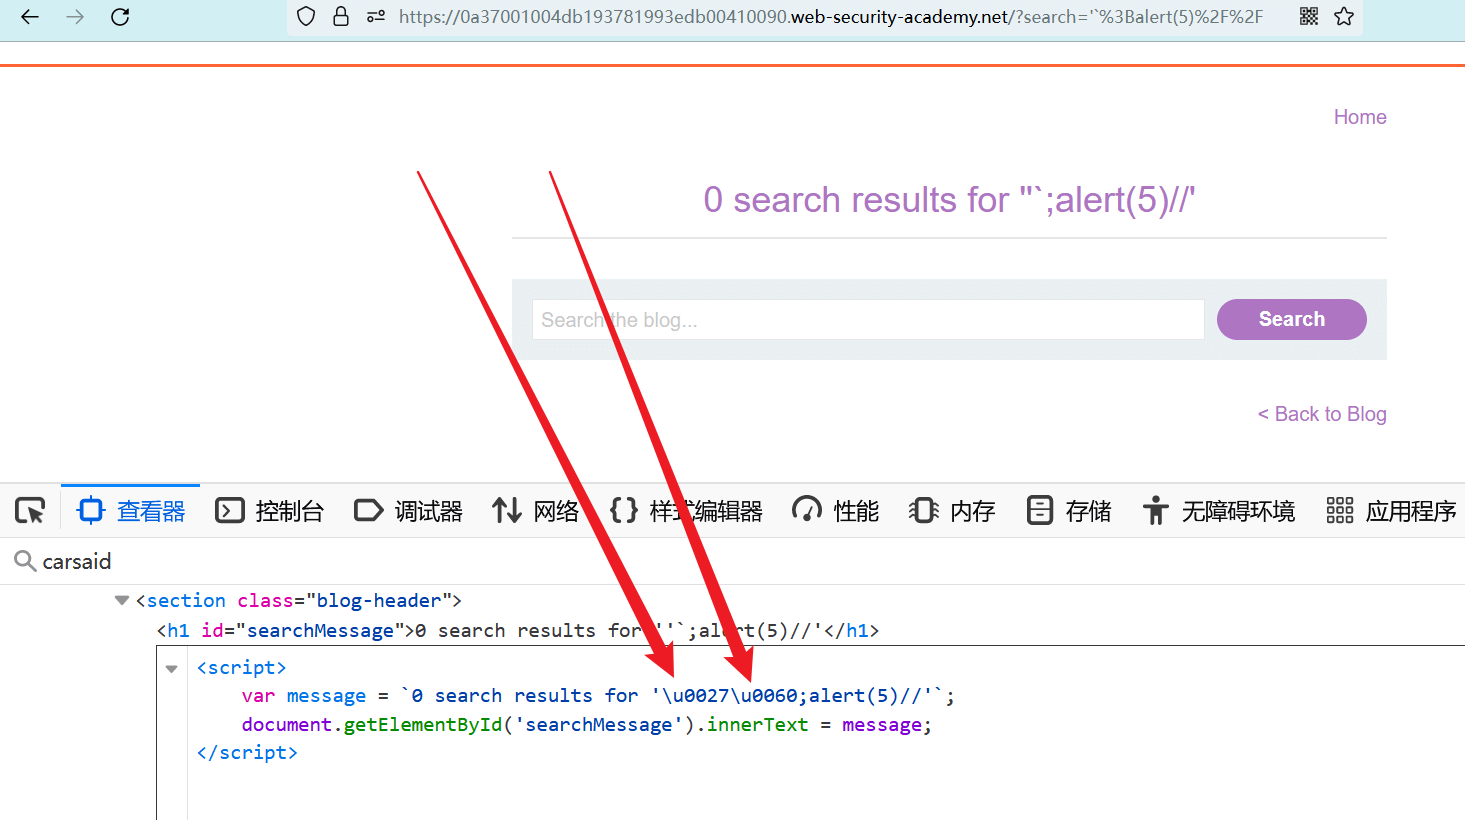 https://0a37001004db193781993edb00410090.web-security-academy.net/?search='`%3Balert(5)%2F%2F
Home
0 search results for ''`;alert(5)//'
Search the blog...
Search
< Back to Blog
查看器 控制台 调试器 网络 样式编辑器 性能 内存 存储 无障碍环境 应用程序
carsaid
<section class="blog-header">
<h1 id="searchMessage">0 search results for ''`;alert(5)//'</h1>
<script>
var message = `0 search results for '\u0027\u0060;alert(5)//'`;
document.getElementById('searchMessage').innerText = message;
</script>